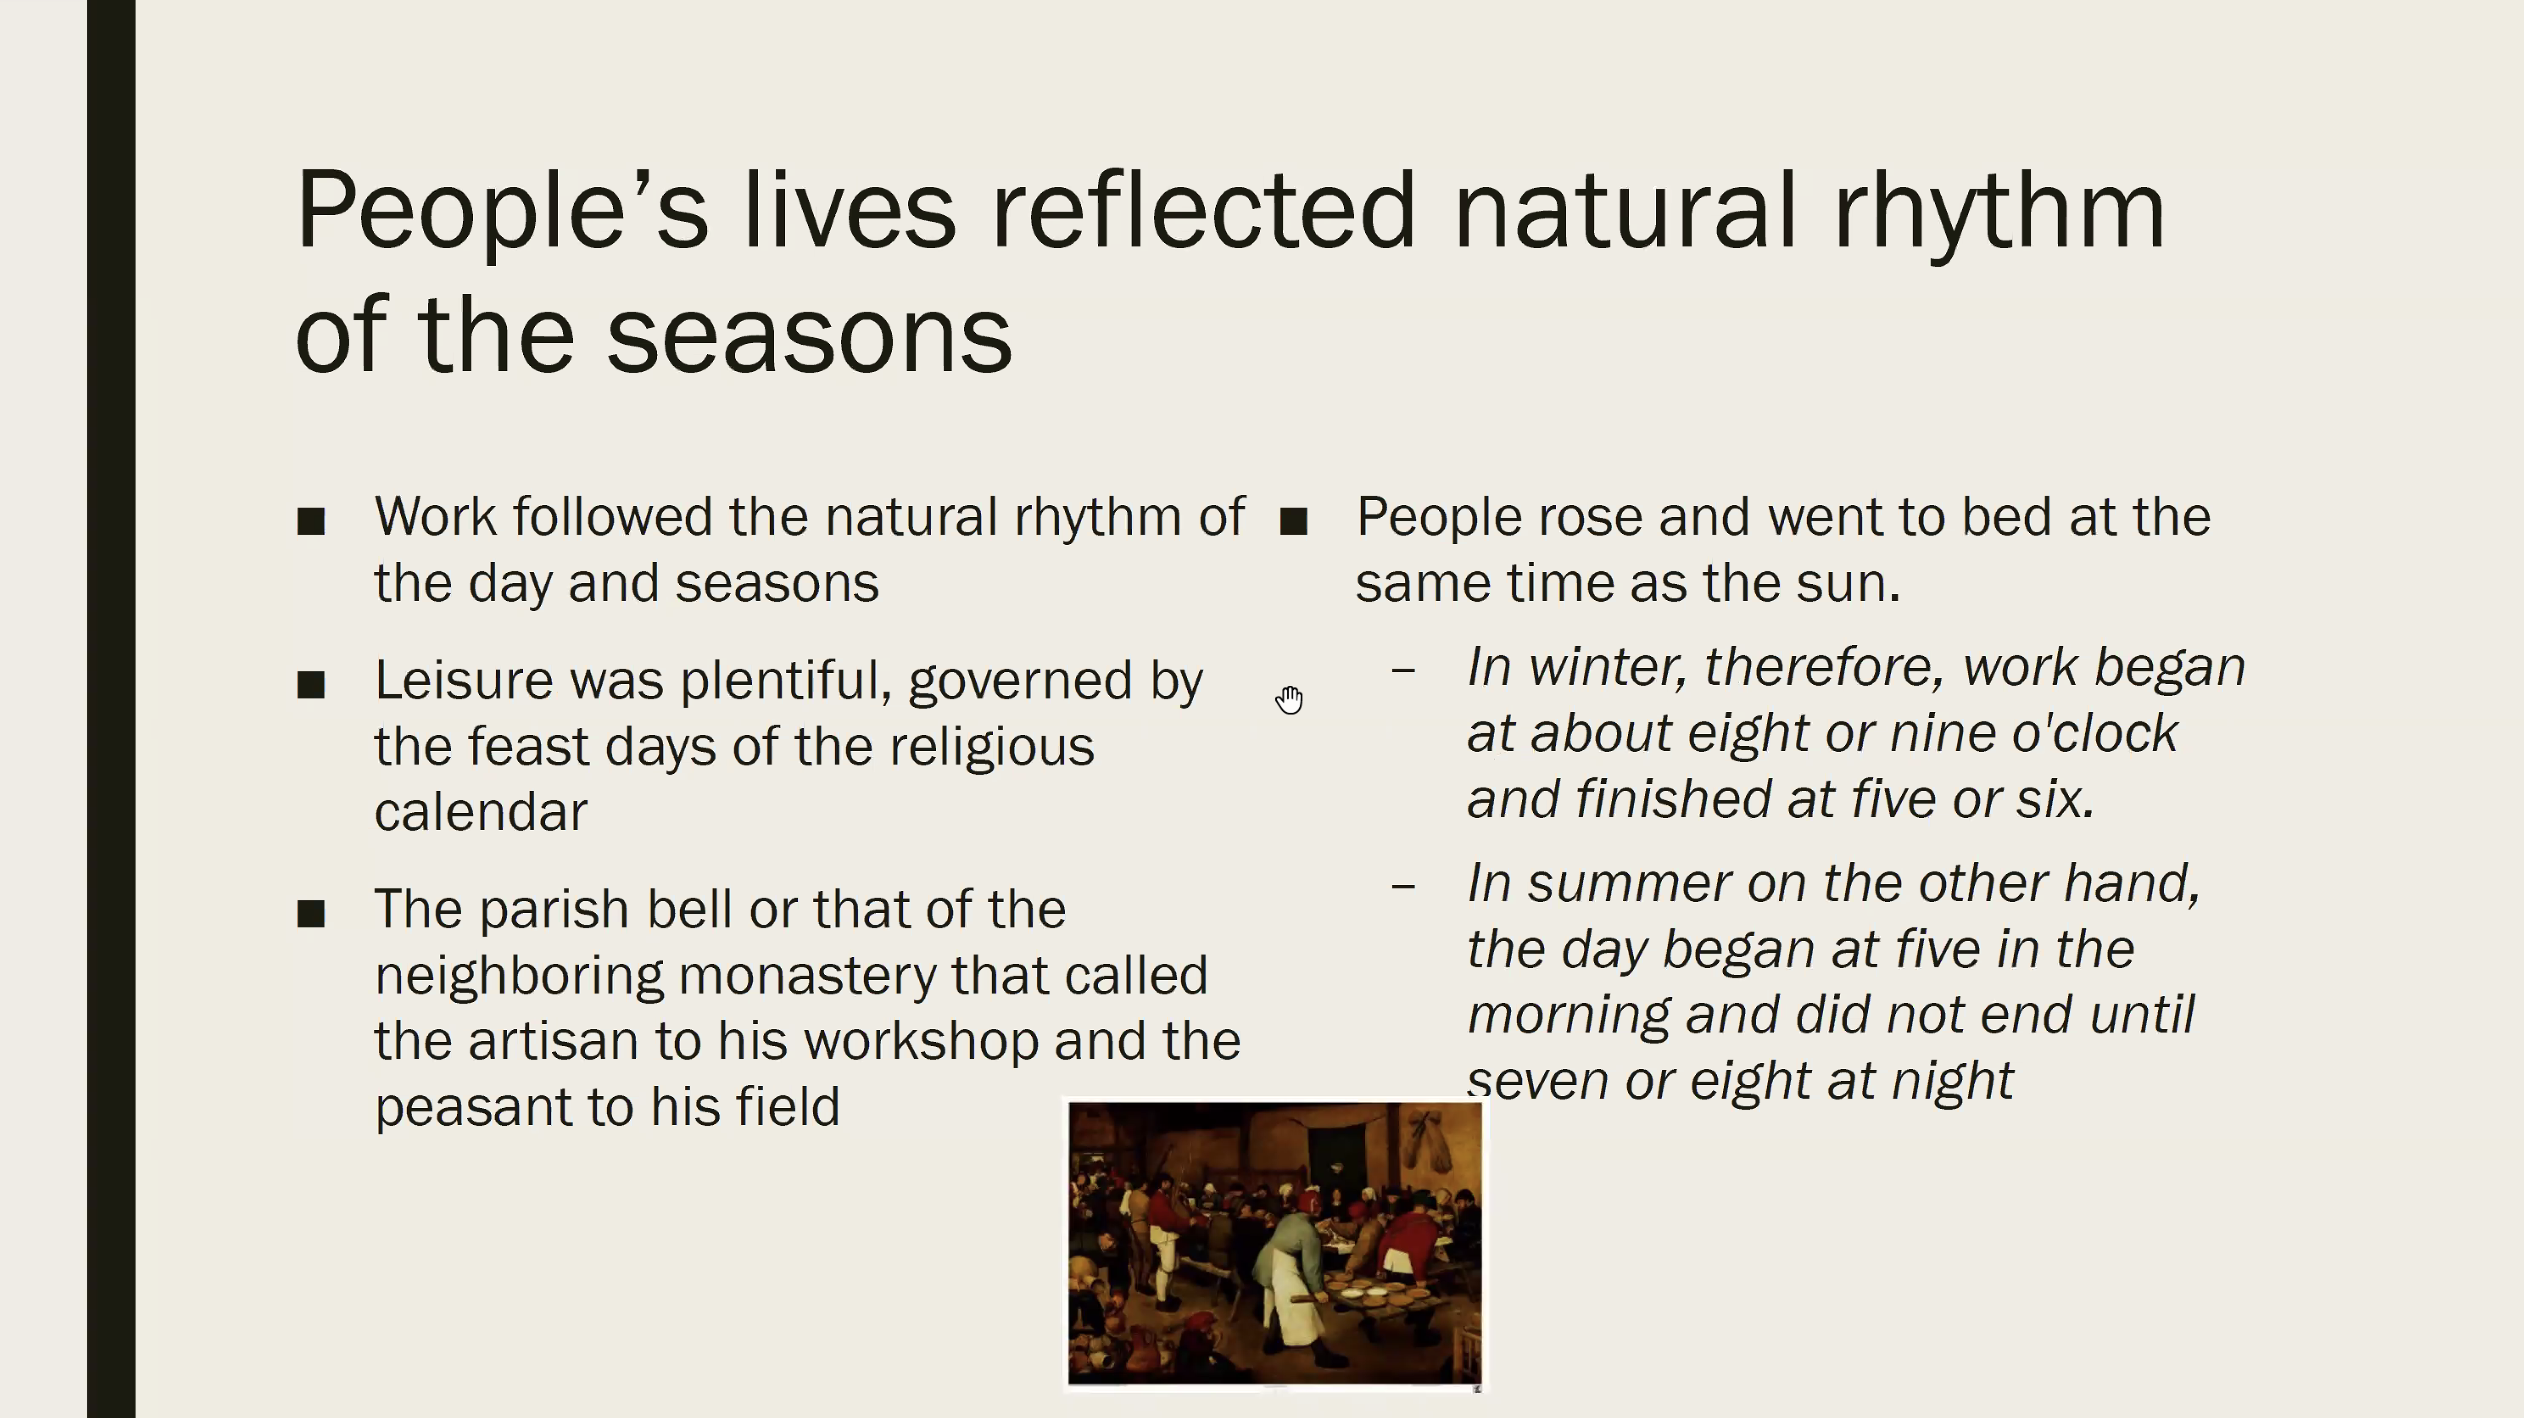 People’s lives reflected natural rhythm
of the seasons
■ Work followed the natural rhythm of
the day and seasons
■ Leisure was plentiful, governed by
the feast days of the religious
calendar
■ The parish bell or that of the
neighboring monastery that called
the artisan to his workshop and the
peasant to his field
■ People rose and went to bed at the
same time as the sun.
– In winter, therefore, work began
at about eight or nine o'clock
and finished at five or six.
– In summer on the other hand,
the day began at five in the
morning and did not end until
seven or eight at night